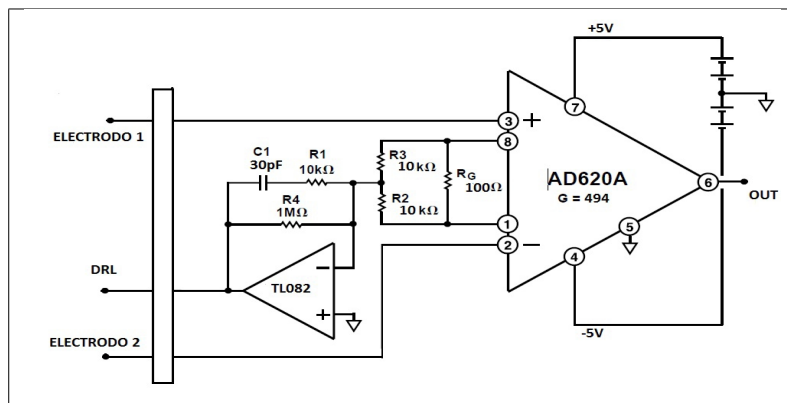 +5V
7
3
+
ELECTRODO 1
8
C1
30pF
R1
10kΩ
R3
10 kΩ
RG
100Ω
AD620A
G = 494
6
OUT
R4
1MΩ
R2
10 kΩ
1
5
2
−
4
DRL
TL082
−
+
ELECTRODO 2
-5V